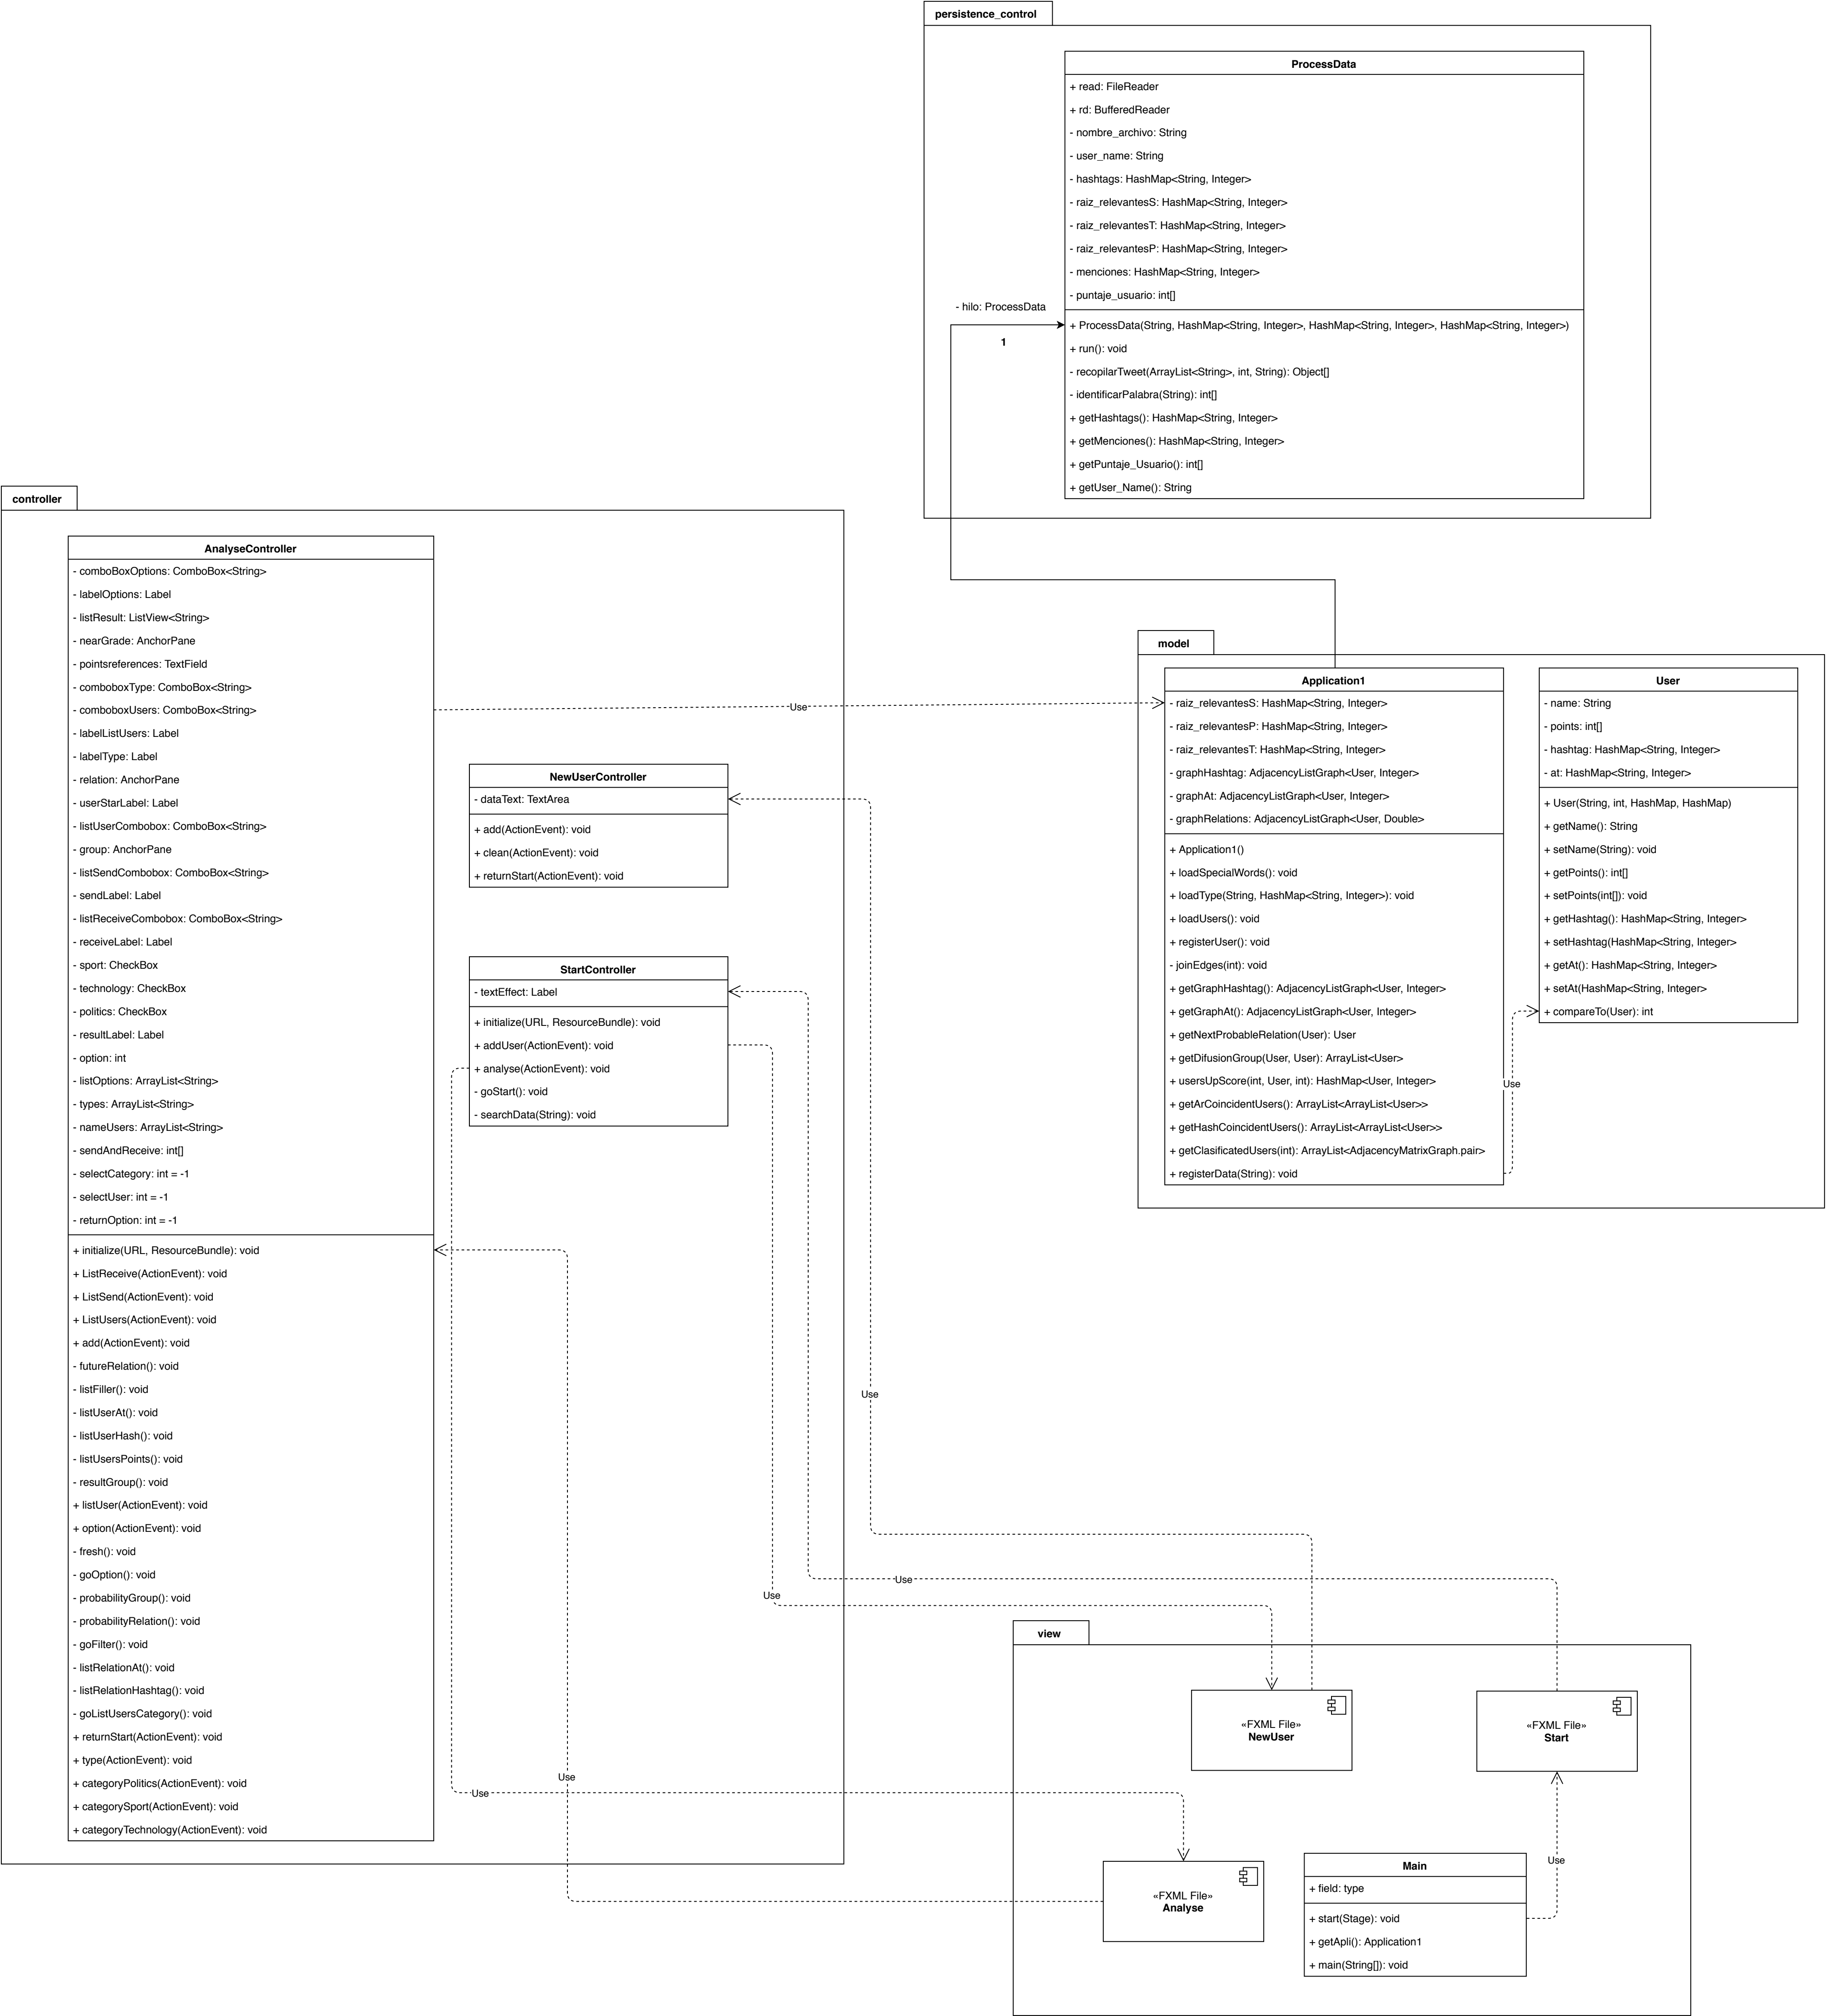 persistence_control
ProcessData
+ read: FileReader
+ rd: BufferedReader
- nombre_archivo: String
- user_name: String
- hashtags: HashMap<String, Integer>
- raiz_relevantesS: HashMap<String, Integer>
- raiz_relevantesT: HashMap<String, Integer>
- raiz_relevantesP: HashMap<String, Integer>
- menciones: HashMap<String, Integer>
- puntaje_usuario: int[]
+ ProcessData(String, HashMap<String, Integer>, HashMap<String, Integer>, HashMap<String, Integer>)
+ run(): void
- recopilarTweet(ArrayList<String>, int, String): Object[]
- identificarPalabra(String): int[]
+ getHashtags(): HashMap<String, Integer>
+ getMenciones(): HashMap<String, Integer>
+ getPuntaje_Usuario(): int[]
+ getUser_Name(): String
- hilo: ProcessData
1
controller
AnalyseController
- comboBoxOptions: ComboBox<String>
- labelOptions: Label
- listResult: ListView<String>
- nearGrade: AnchorPane
- pointsreferences: TextField
- comboboxType: ComboBox<String>
- comboboxUsers: ComboBox<String>
- labelListUsers: Label
- labelType: Label
- relation: AnchorPane
- userStarLabel: Label
- listUserCombobox: ComboBox<String>
- group: AnchorPane
- listSendCombobox: ComboBox<String>
- sendLabel: Label
- listReceiveCombobox: ComboBox<String>
- receiveLabel: Label
- sport: CheckBox
- technology: CheckBox
- politics: CheckBox
- resultLabel: Label
- option: int
- listOptions: ArrayList<String>
- types: ArrayList<String>
- nameUsers: ArrayList<String>
- sendAndReceive: int[]
- selectCategory: int = -1
- selectUser: int = -1
- returnOption: int = -1
+ initialize(URL, ResourceBundle): void
+ ListReceive(ActionEvent): void
+ ListSend(ActionEvent): void
+ ListUsers(ActionEvent): void
+ add(ActionEvent): void
- futureRelation(): void
- listFiller(): void
- listUserAt(): void
- listUserHash(): void
- listUsersPoints(): void
- resultGroup(): void
+ listUser(ActionEvent): void
+ option(ActionEvent): void
- fresh(): void
- goOption(): void
- probabilityGroup(): void
- probabilityRelation(): void
- goFilter(): void
- listRelationAt(): void
- listRelationHashtag(): void
- goListUsersCategory(): void
+ returnStart(ActionEvent): void
+ type(ActionEvent): void
+ categoryPolitics(ActionEvent): void
+ categorySport(ActionEvent): void
+ categoryTechnology(ActionEvent): void
NewUserController
- dataText: TextArea
+ add(ActionEvent): void
+ clean(ActionEvent): void
+ returnStart(ActionEvent): void
StartController
- textEffect: Label
+ initialize(URL, ResourceBundle): void
+ addUser(ActionEvent): void
+ analyse(ActionEvent): void
- goStart(): void
- searchData(String): void
Use
model
Application1
- raiz_relevantesS: HashMap<String, Integer>
- raiz_relevantesP: HashMap<String, Integer>
- raiz_relevantesT: HashMap<String, Integer>
- graphHashtag: AdjacencyListGraph<User, Integer>
- graphAt: AdjacencyListGraph<User, Integer>
- graphRelations: AdjacencyListGraph<User, Double>
+ Application1()
+ loadSpecialWords(): void
+ loadType(String, HashMap<String, Integer>): void
+ loadUsers(): void
+ registerUser(): void
- joinEdges(int): void
+ getGraphHashtag(): AdjacencyListGraph<User, Integer>
+ getGraphAt(): AdjacencyListGraph<User, Integer>
+ getNextProbableRelation(User): User
+ getDifusionGroup(User, User): ArrayList<User>
+ usersUpScore(int, User, int): HashMap<User, Integer>
+ getArCoincidentUsers(): ArrayList<ArrayList<User>>
+ getHashCoincidentUsers(): ArrayList<ArrayList<User>>
+ getClasificatedUsers(int): ArrayList<AdjacencyMatrixGraph.pair>
+ registerData(String): void
User
- name: String
- points: int[]
- hashtag: HashMap<String, Integer>
- at: HashMap<String, Integer>
+ User(String, int, HashMap, HashMap)
+ getName(): String
+ setName(String): void
+ getPoints(): int[]
+ setPoints(int[]): void
+ getHashtag(): HashMap<String, Integer>
+ setHashtag(HashMap<String, Integer>
+ getAt(): HashMap<String, Integer>
+ setAt(HashMap<String, Integer>
+ compareTo(User): int
Use
Use
Use
Use
Use
Use
view
«FXML File»
NewUser
«FXML File»
Start
«FXML File»
Analyse
Use
Main
+ field: type
+ start(Stage): void
+ getApli(): Application1
+ main(String[]): void